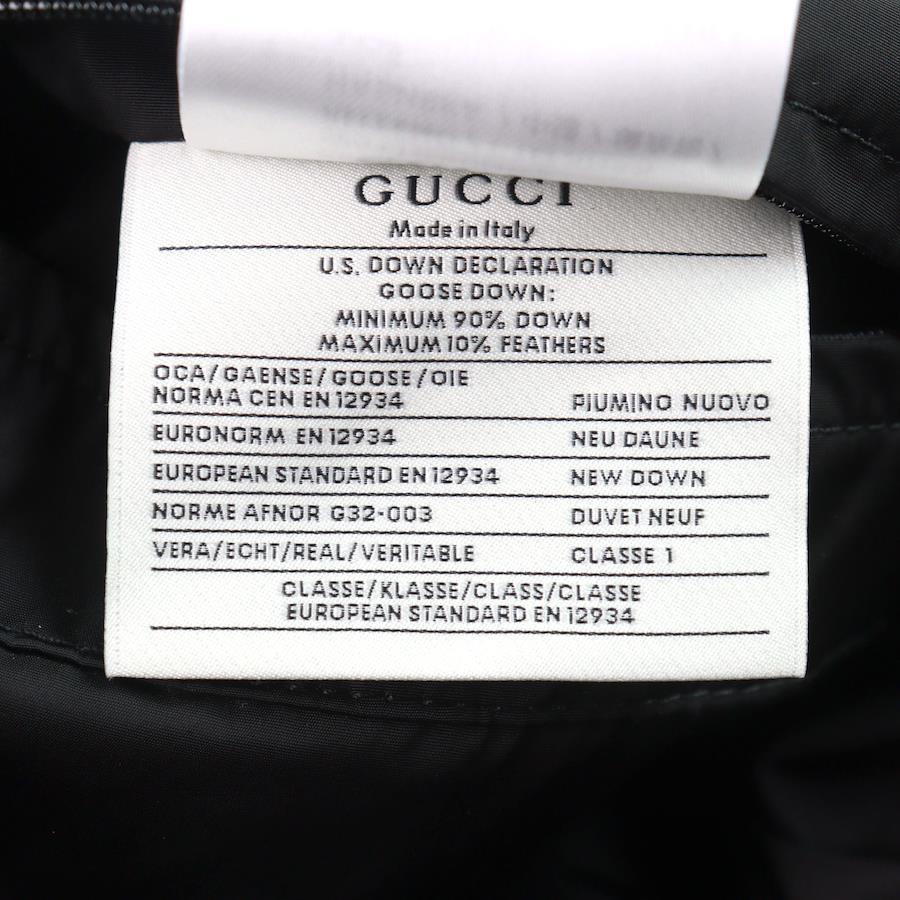 GUCCI
Made in Italy
U.S. DOWN DECLARATION
GOOSE DOWN:
MINIMUM 90% DOWN
MAXIMUM 10% FEATHERS
OCA/GAENSE/GOOSE/OIE
NORMA CEN EN 12934 PIUMINO NUOVO
EURONORM EN 12934 NEU DAUNE
EUROPEAN STANDARD EN 12934 NEW DOWN
NORME AFNOR G32-003 DUVET NEUF
VERA/ECHT/REAL/VERITABLE CLASSE 1
CLASSE/KLASSE/CLASS/CLASSE
EUROPEAN STANDARD EN 12934